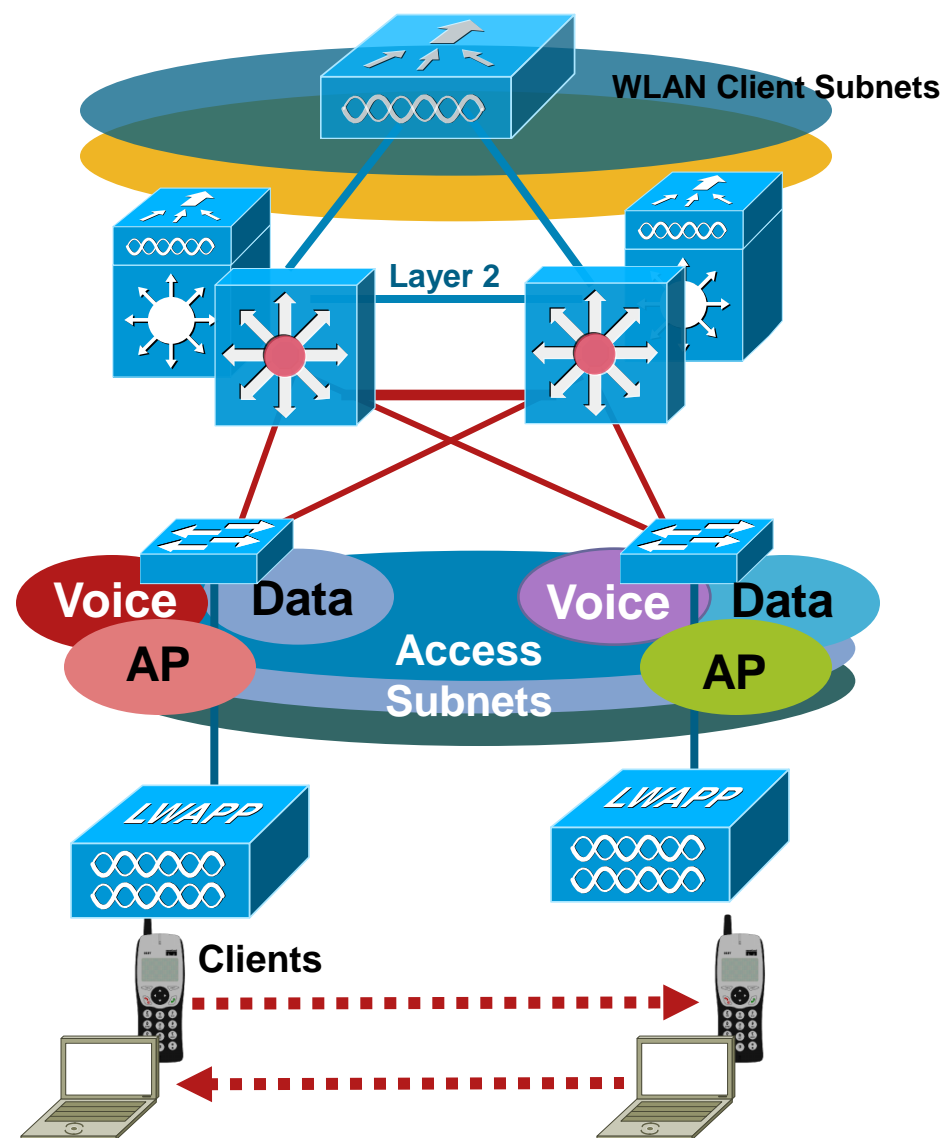 WLAN Client Subnets
Layer 2
Voice
Data
Voice
Data
AP
Access
Subnets
AP
LWAPP
LWAPP
Clients